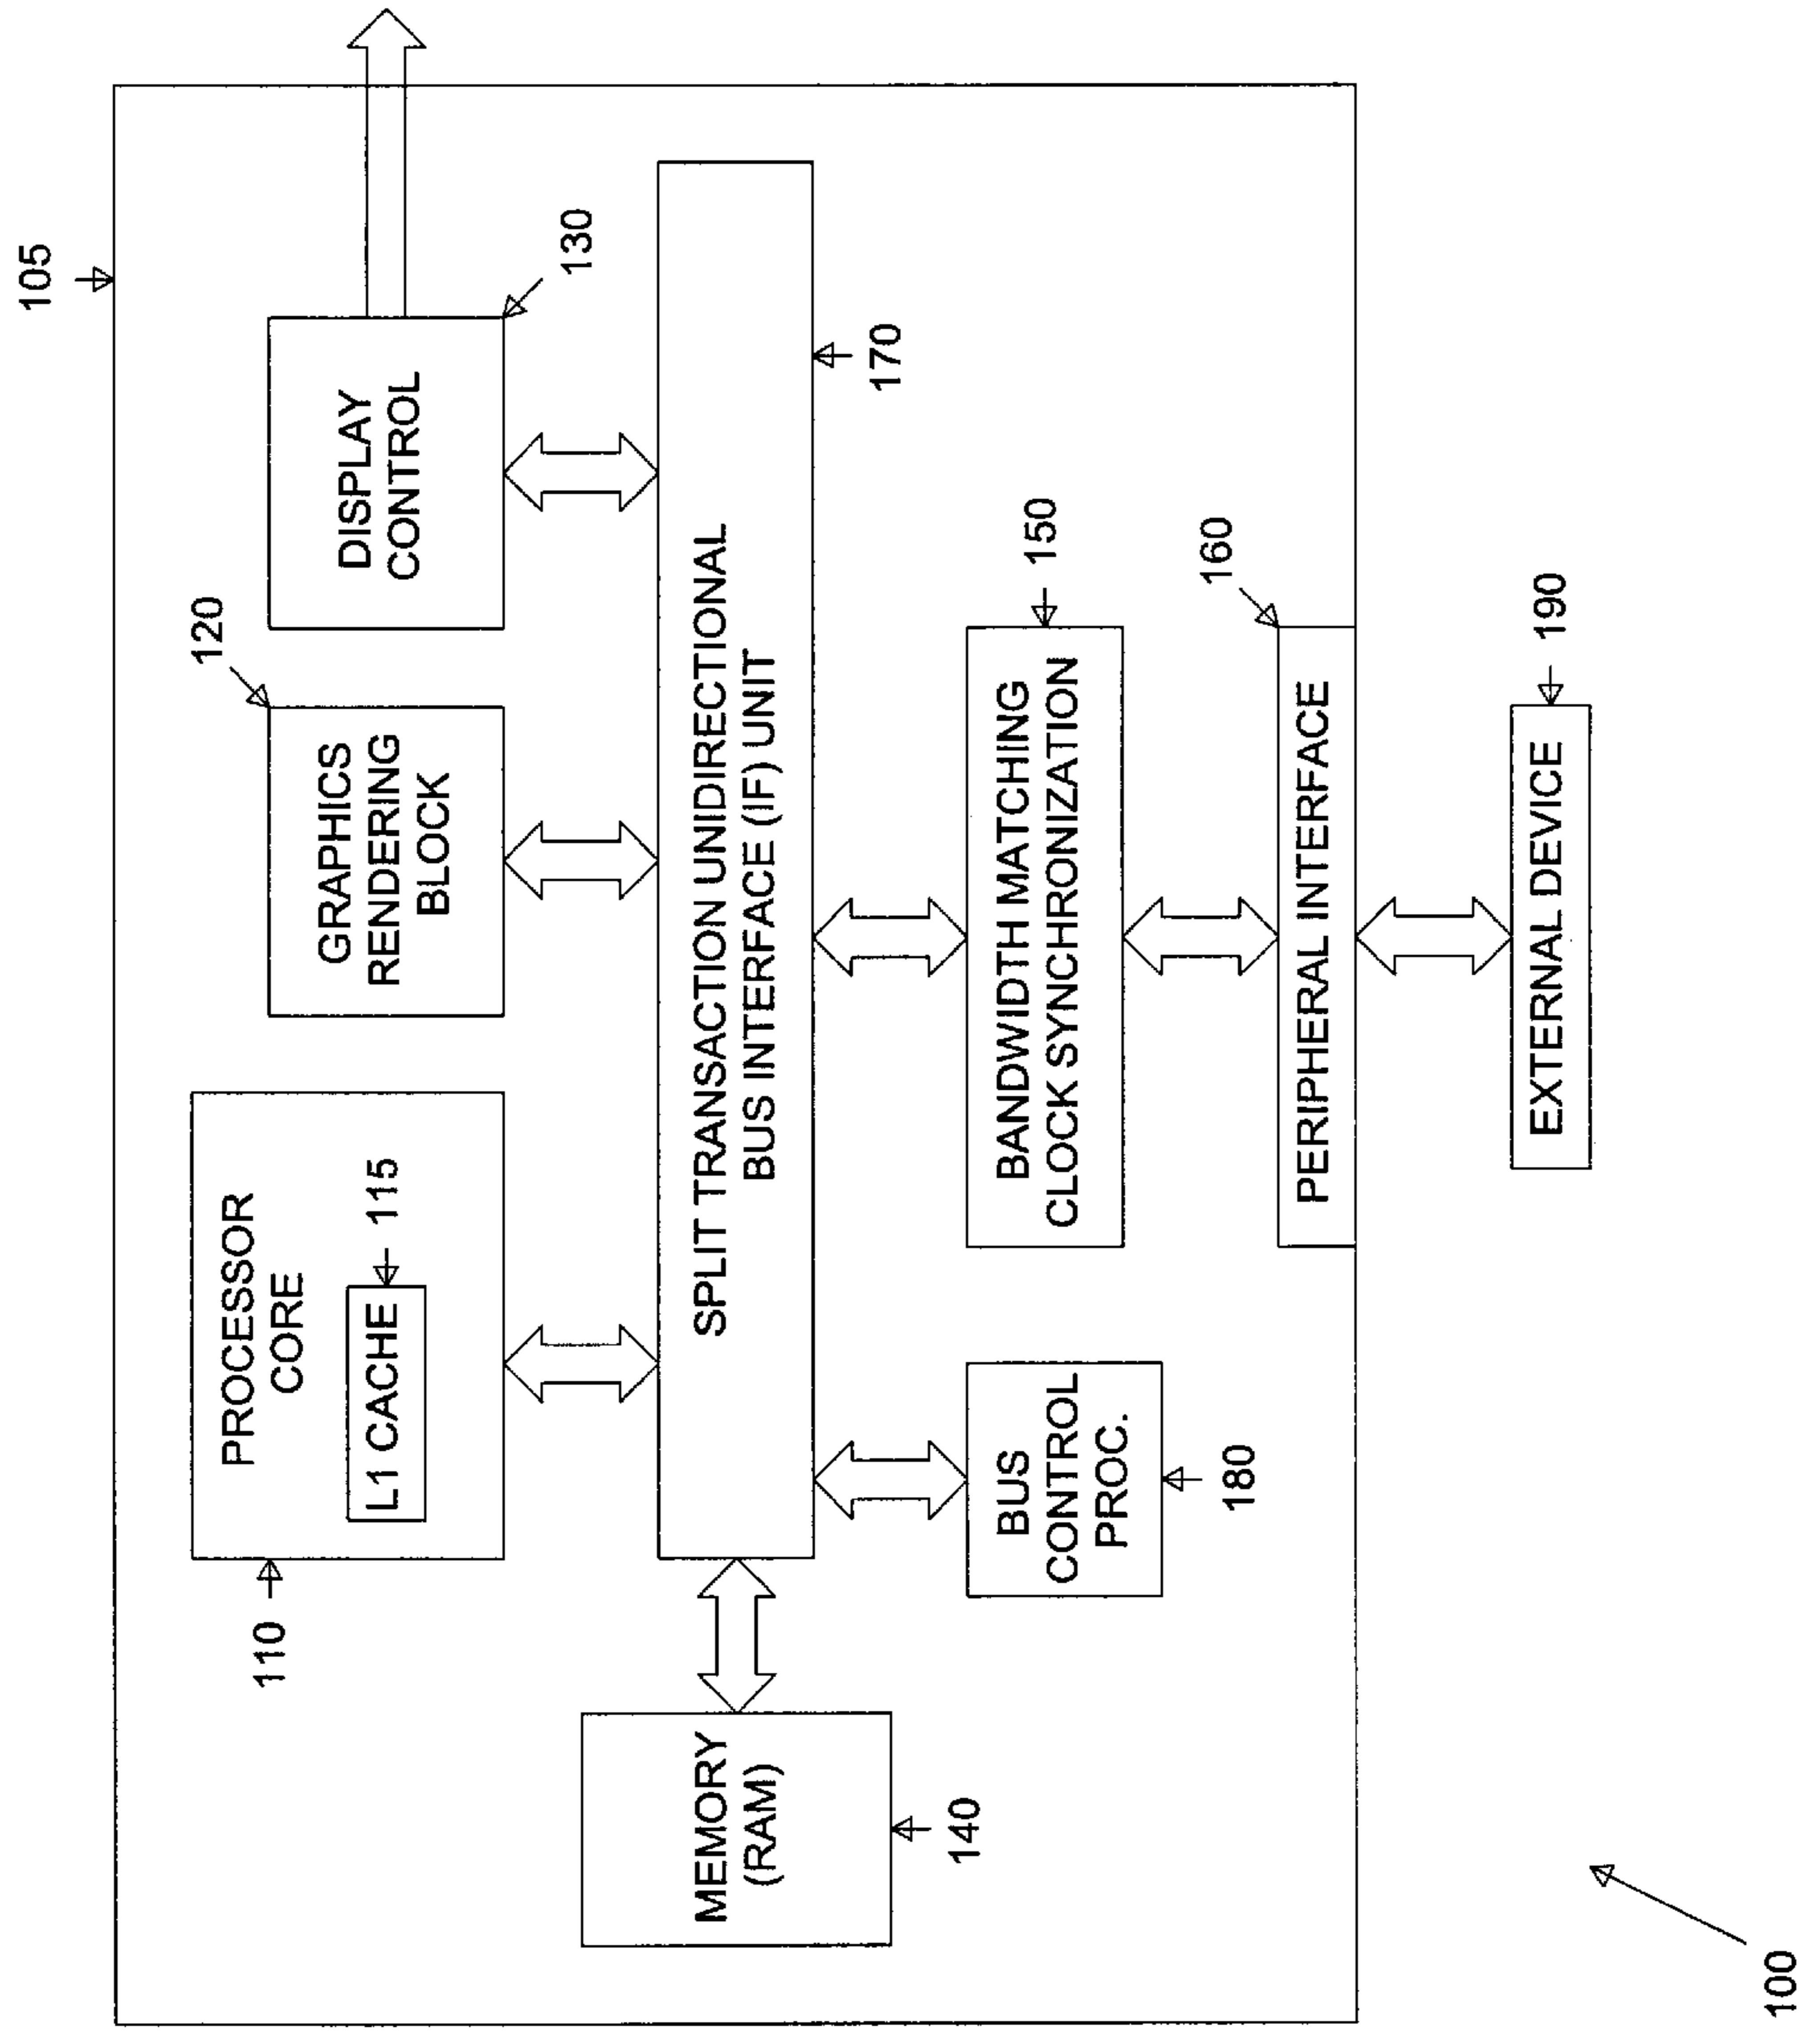 105
110
PROCESSOR
CORE
L1 CACHE
115
120
GRAPHICS
RENDERING
BLOCK
DISPLAY
CONTROL
130
MEMORY
(RAM)
140
SPLIT TRANSACTION UNIDIRECTIONAL
BUS INTERFACE (IF) UNIT
170
BUS
CONTROL
PROC.
180
BANDWIDTH MATCHING
CLOCK SYNCHRONIZATION
150
160
PERIPHERAL INTERFACE
EXTERNAL DEVICE
190
100